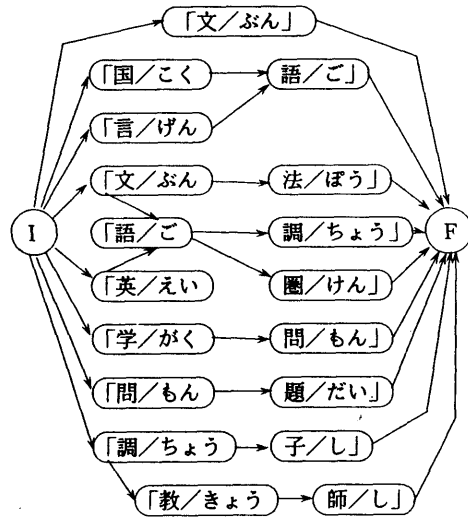 「文／ぶん」
「国／こく 語／ご」
「言／げん
「文／ぶん 法／ぽう」
I 「語／ご 調／ちょう」 F
「英／えい 圏／けん」
「学／がく 問／もん」
「問／もん 題／だい」
「調／ちょう 子／し」
「教／きょう 師／し」